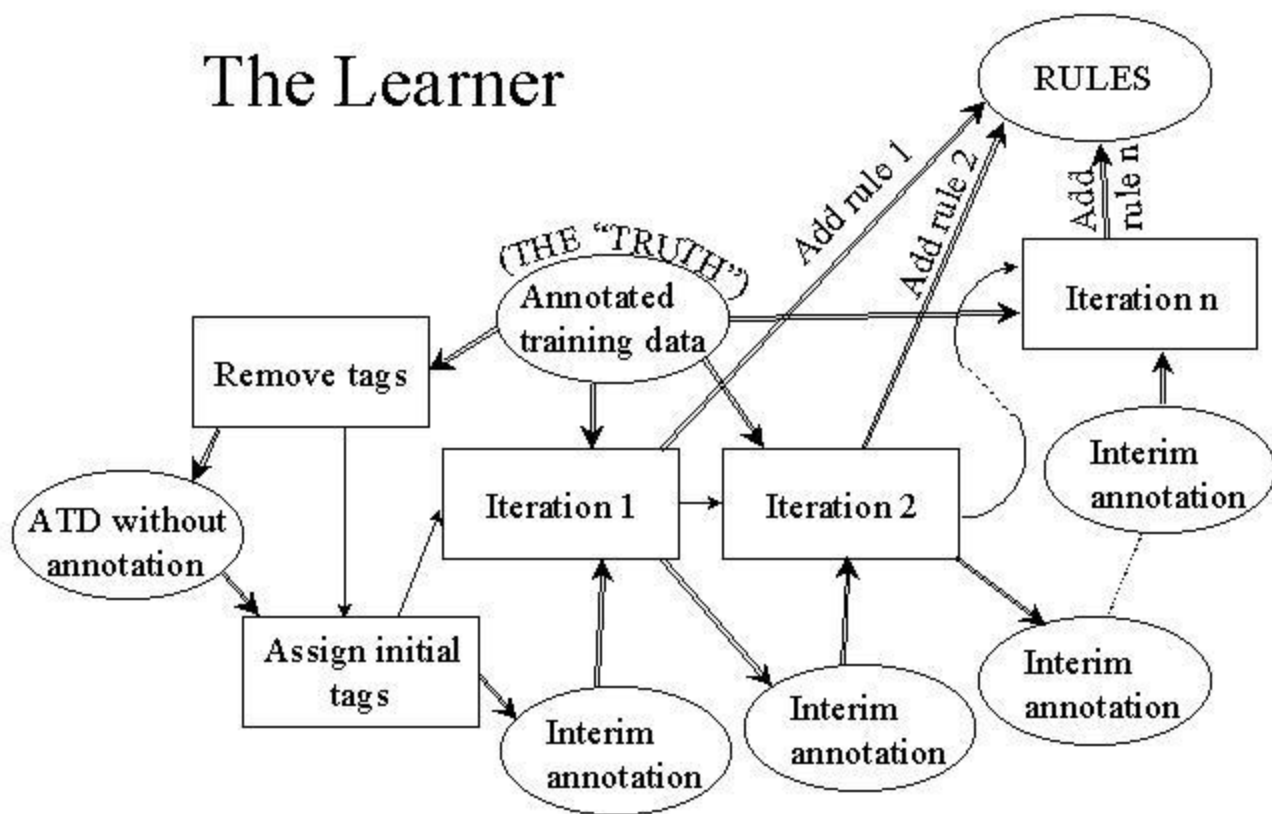 The Learner
RULES
Add rule 1
Add rule 2
Add
rule n
(THE “TRUTH”)
Annotated
training data
Iteration n
Remove tags
Interim
annotation
Iteration 1
Iteration 2
ATD without
annotation
Assign initial
tags
Interim
annotation
Interim
annotation
Interim
annotation